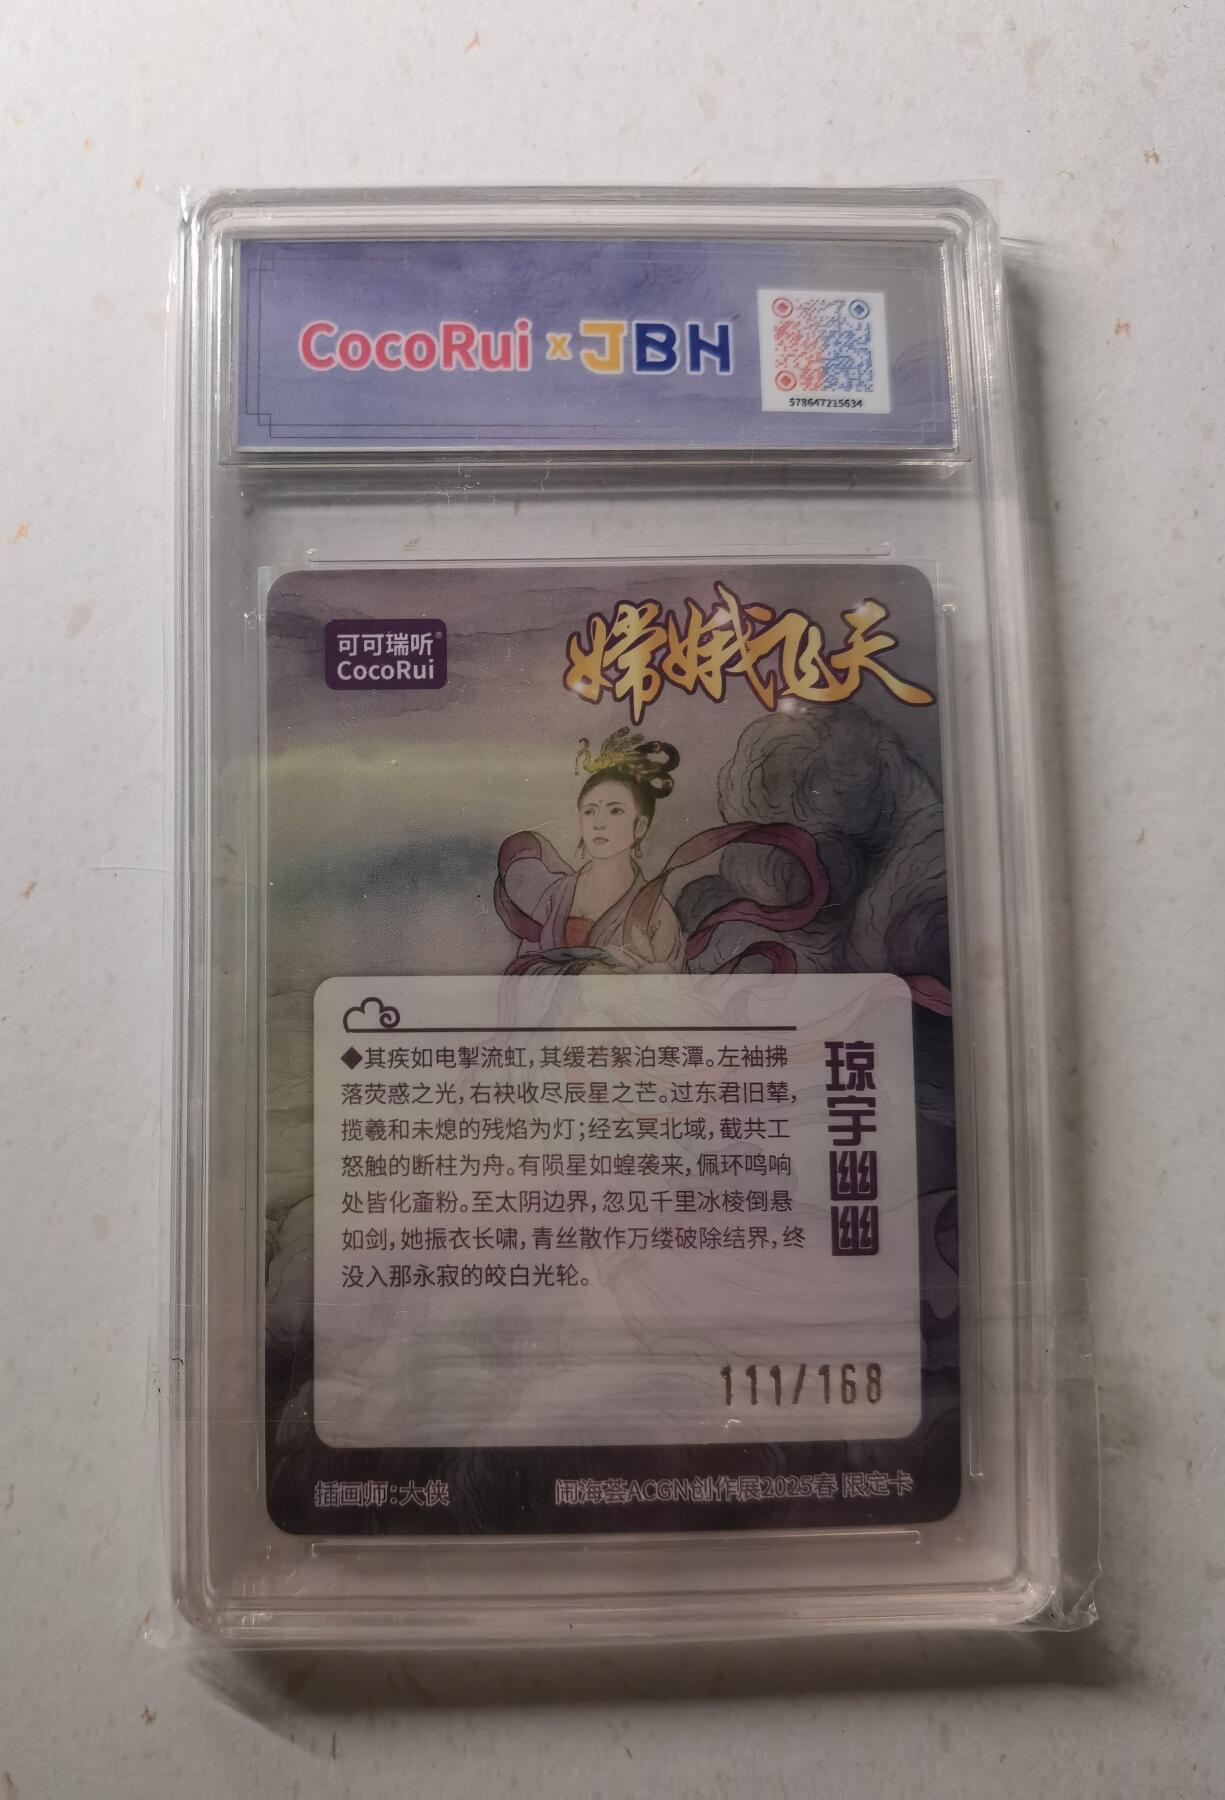 CocoRui x JBH
578647215634
可可瑞听®
CocoRui
嫦娥飞天
◆其疾如电掣流虹，其缓若絮泊寒潭。左袖拂
落荧惑之光，右袂收尽辰星之芒。过东君旧辇，
揽羲和未熄的残焰为灯；经玄冥北域，截共工
怒触的断柱为舟。有陨星如蝗袭来，佩环鸣响
处皆化齑粉。至太阴边界，忽见千里冰棱倒悬
如剑，她振衣长啸，青丝散作万缕破除结界，终
没入那永寂的皎白光轮。
琼宇幽幽
111/168
插画师：大侠
闹海荟ACGN创作展2025春 限定卡